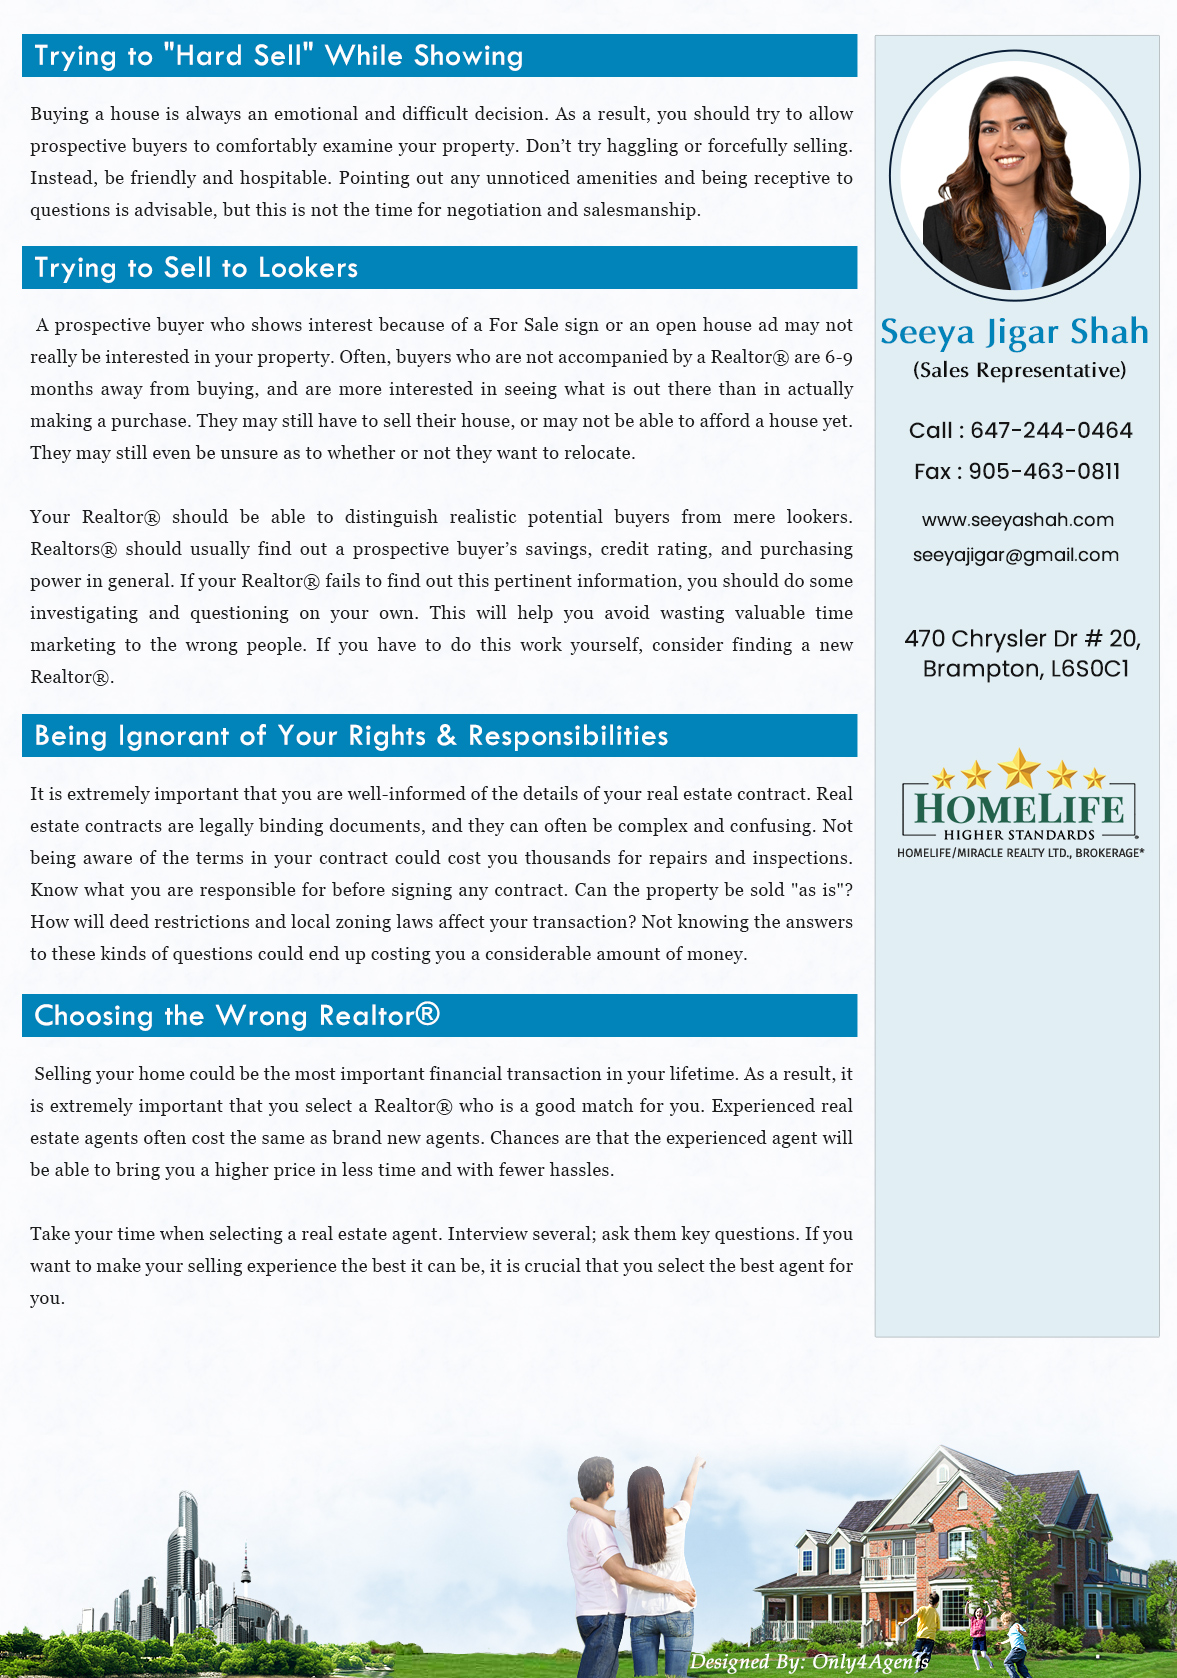 Trying to "Hard Sell" While Showing
Buying a house is always an emotional and difficult decision. As a result, you should try to allow
prospective buyers to comfortably examine your property. Don’t try haggling or forcefully selling.
Instead, be friendly and hospitable. Pointing out any unnoticed amenities and being receptive to
questions is advisable, but this is not the time for negotiation and salesmanship.
Trying to Sell to Lookers
A prospective buyer who shows interest because of a For Sale sign or an open house ad may not
really be interested in your property. Often, buyers who are not accompanied by a Realtor® are 6-9
months away from buying, and are more interested in seeing what is out there than in actually
making a purchase. They may still have to sell their house, or may not be able to afford a house yet.
They may still even be unsure as to whether or not they want to relocate.
Your Realtor® should be able to distinguish realistic potential buyers from mere lookers.
Realtors® should usually find out a prospective buyer’s savings, credit rating, and purchasing
power in general. If your Realtor® fails to find out this pertinent information, you should do some
investigating and questioning on your own. This will help you avoid wasting valuable time
marketing to the wrong people. If you have to do this work yourself, consider finding a new
Realtor®.
Being Ignorant of Your Rights & Responsibilities
It is extremely important that you are well-informed of the details of your real estate contract. Real
estate contracts are legally binding documents, and they can often be complex and confusing. Not
being aware of the terms in your contract could cost you thousands for repairs and inspections.
Know what you are responsible for before signing any contract. Can the property be sold "as is"?
How will deed restrictions and local zoning laws affect your transaction? Not knowing the answers
to these kinds of questions could end up costing you a considerable amount of money.
Choosing the Wrong Realtor®
Selling your home could be the most important financial transaction in your lifetime. As a result, it
is extremely important that you select a Realtor® who is a good match for you. Experienced real
estate agents often cost the same as brand new agents. Chances are that the experienced agent will
be able to bring you a higher price in less time and with fewer hassles.
Take your time when selecting a real estate agent. Interview several; ask them key questions. If you
want to make your selling experience the best it can be, it is crucial that you select the best agent for
you.
Seeya Jigar Shah
(Sales Representative)
Call : 647-244-0464
Fax : 905-463-0811
www.seeyashah.com
seeyajigar@gmail.com
470 Chrysler Dr # 20,
Brampton, L6S0C1
HOMELIFE
HIGHER STANDARDS
HOMELIFE/MIRACLE REALTY LTD., BROKERAGE*
Designed By: Only4Agents